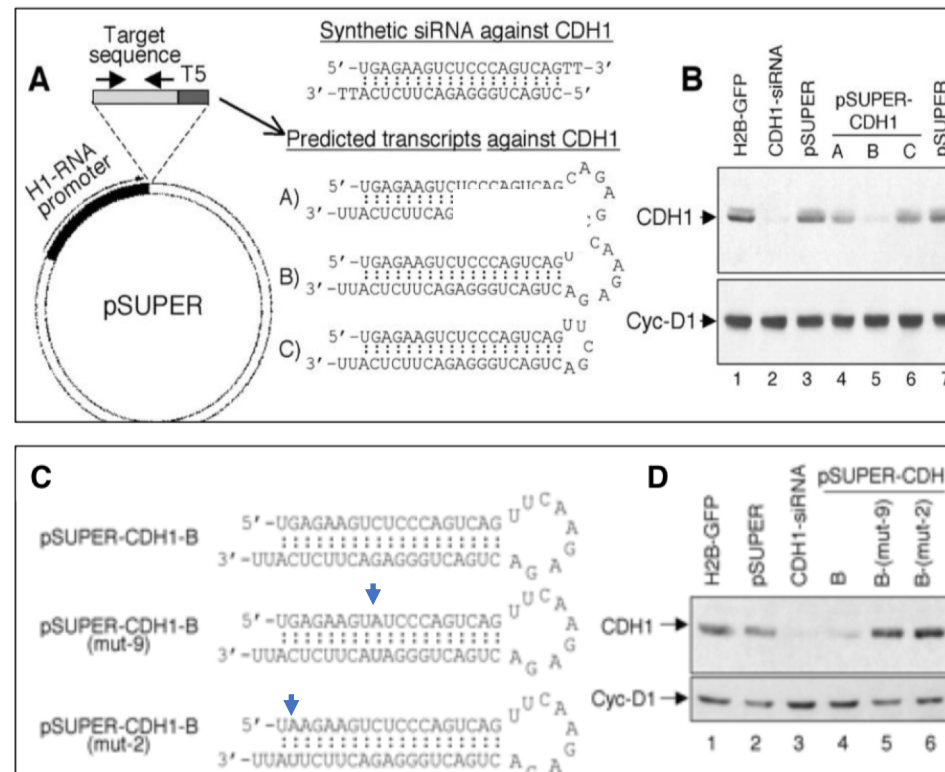 A
Target
sequence
T5
H1-RNA
promoter
pSUPER
Synthetic siRNA against CDH1
5'-UGAGAAGUCUCCCAGUCAGTT-3'
3'-TTACUCUUCAGAGGGUCAGUC-5'
Predicted transcripts against CDH1
A)
5'-UGAGAAGUCUCCCAGUCAG C A G A G
3'-UUACUCUUCAG
B)
5'-UGAGAAGUCUCCCAGUCAG U C A A G A
3'-UUACUCUUCAGAGGGUCAGUC A G
C)
5'-UGAGAAGUCUCCCAGUCAG U U C
3'-UUACUCUUCAGAGGGUCAGUC A G
B
H2B-GFP
CDH1-siRNA
pSUPER
pSUPER-
CDH1
A B C
pSUPER
CDH1
Cyc-D1
1 2 3 4 5 6 7
C
pSUPER-CDH1-B
5'-UGAGAAGUCUCCCAGUCAG U U C A A G
3'-UUACUCUUCAGAGGGUCAGUC A G A
pSUPER-CDH1-B
(mut-9)
5'-UGAGAAGUAUCCCAGUCAG U U C A A G
3'-UUACUCUUCAUAGGGUCAGUC A G A
pSUPER-CDH1-B
(mut-2)
5'-UAAGAAGUCUCCCAGUCAG U U C A A G
3'-UUAUUCUUCAGAGGGUCAGUC A G A
D
pSUPER-CDH
H2B-GFP
pSUPER
CDH1-siRNA
B
B-(mut-9)
B-(mut-2)
CDH1
Cyc-D1
1 2 3 4 5 6